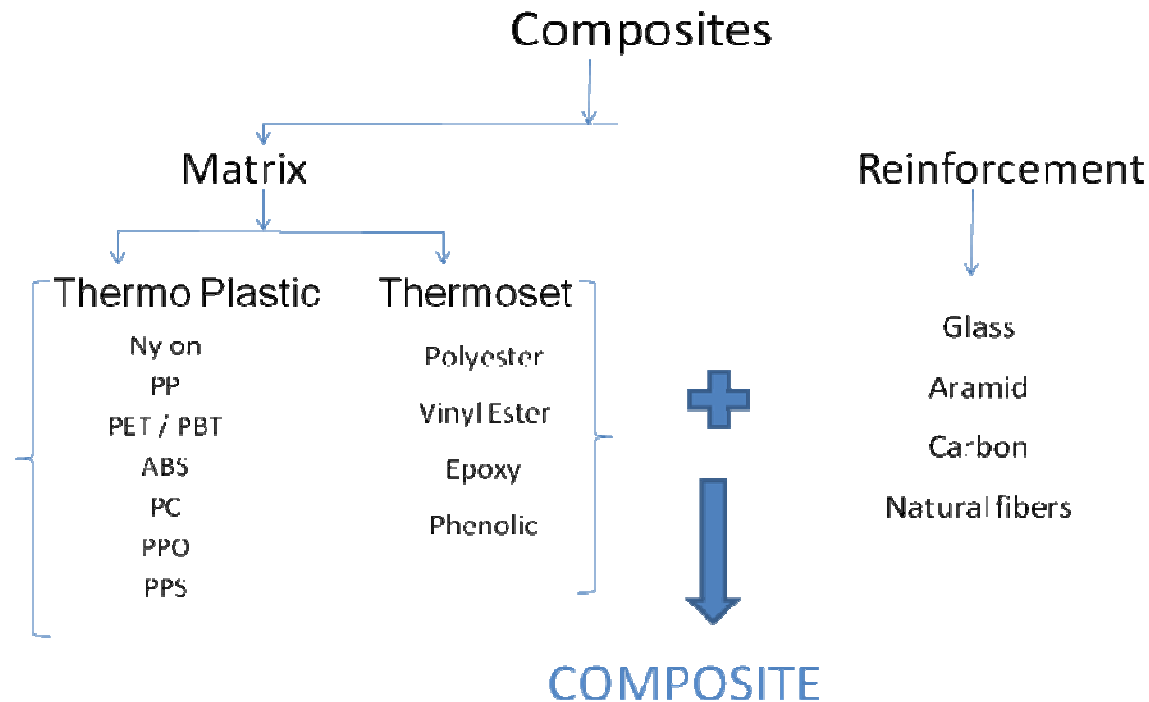 Composites
Matrix
Reinforcement
Thermo Plastic
Ny on
PP
PET / PBT
ABS
PC
PPO
PPS
Thermoset
Polyester
Vinyl Ester
Epoxy
Phenolic
Glass
Aramid
Carbon
Natural fibers
COMPOSITE